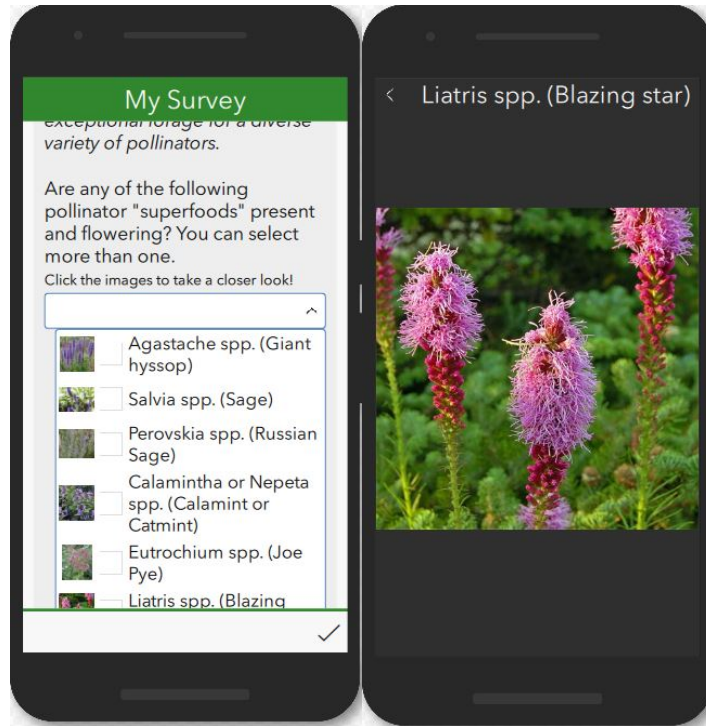 My Survey
exceptional forage for a diverse
variety of pollinators.
Are any of the following
pollinator "superfoods" present
and flowering? You can select
more than one.
Click the images to take a closer look!
Agastache spp. (Giant
hyssop)
Salvia spp. (Sage)
Perovskia spp. (Russian
Sage)
Calamintha or Nepeta
spp. (Calamint or
Catmint)
Eutrochium spp. (Joe
Pye)
Liatris spp. (Blazing
Liatris spp. (Blazing star)